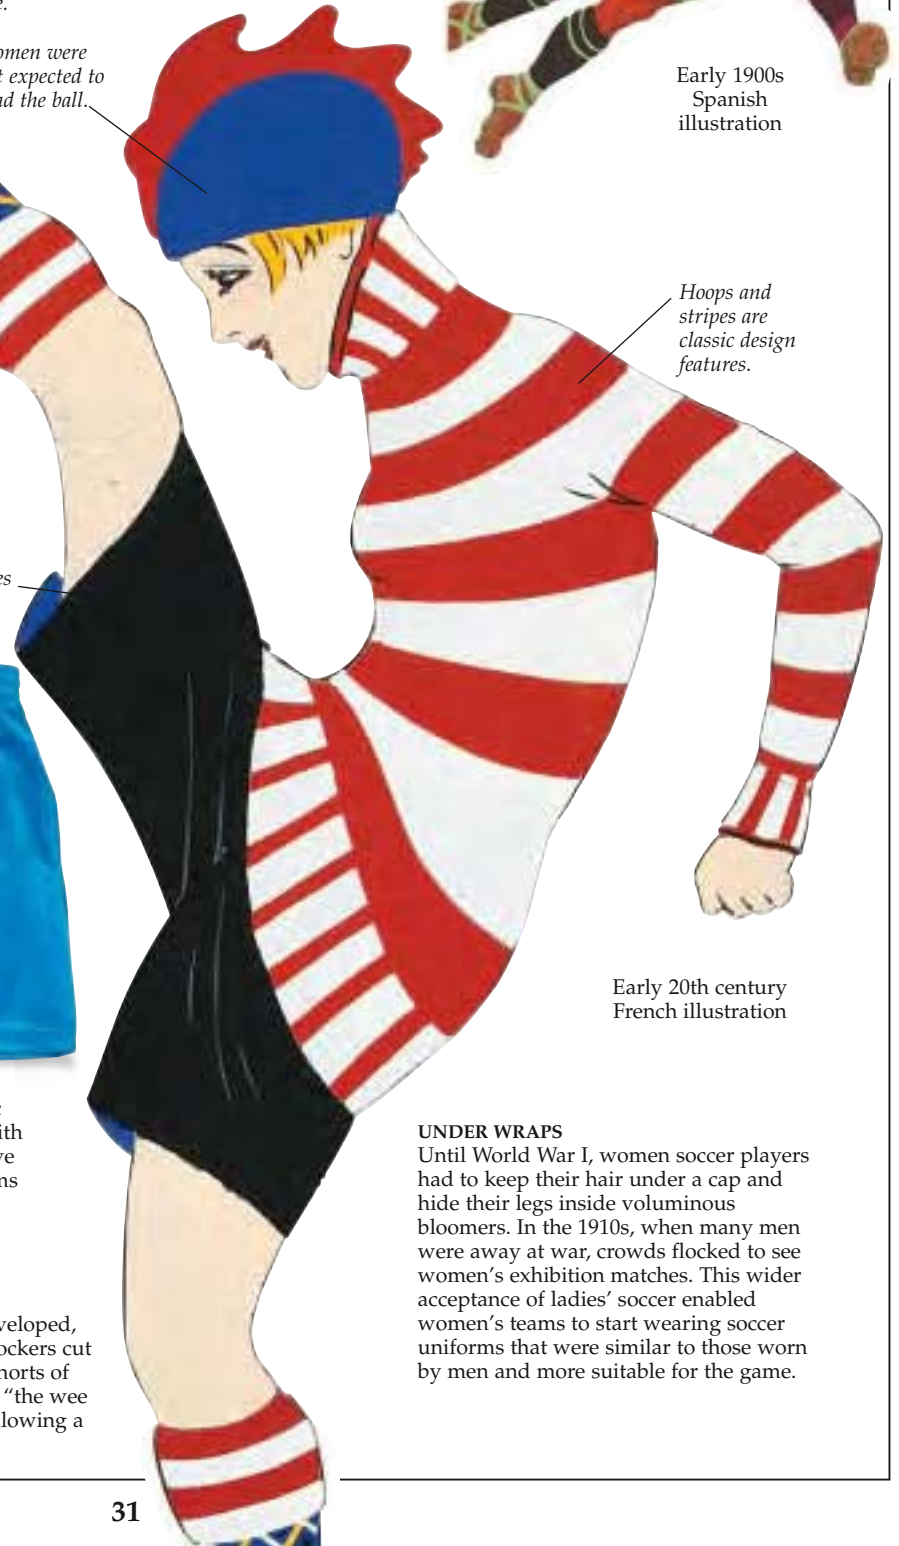 e.
omen were
t expected to
ad the ball.
Early 1900s
Spanish
illustration
Hoops and
stripes are
classic design
features.
es
Early 20th century
French illustration
ith
ve
ms
UNDER WRAPS
Until World War I, women soccer players
had to keep their hair under a cap and
hide their legs inside voluminous
bloomers. In the 1910s, when many men
were away at war, crowds flocked to see
women's exhibition matches. This wider
acceptance of ladies' soccer enabled
women's teams to start wearing soccer
uniforms that were similar to those worn
by men and more suitable for the game.
veloped,
ockers cut
horts of
"the wee
lowing a
31